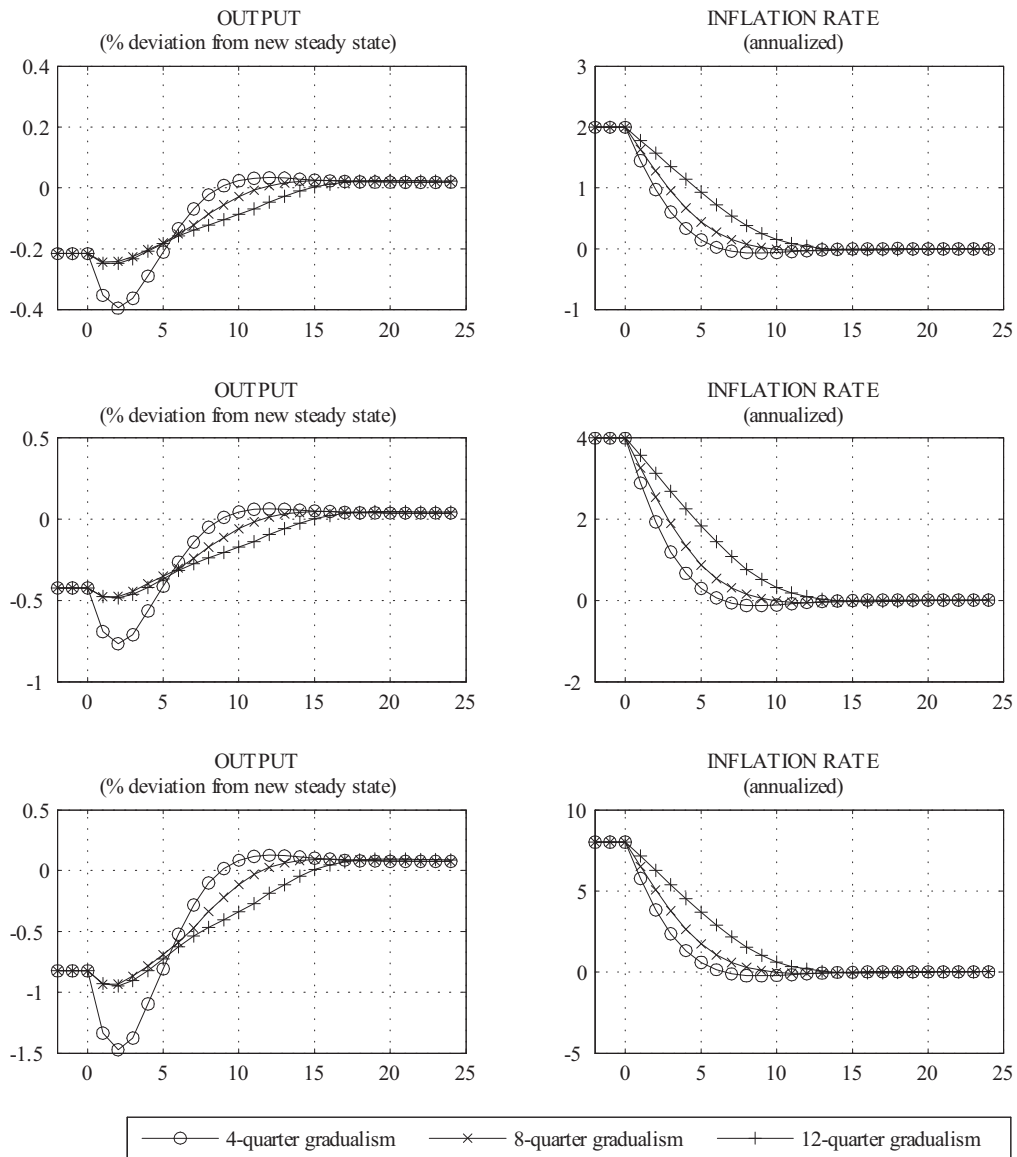 OUTPUT
(% deviation from new steady state)
0.4
0.2
0
-0.2
-0.4
0 5 10 15 20 25
INFLATION RATE
(annualized)
3
2
1
0
-1
0 5 10 15 20 25
OUTPUT
(% deviation from new steady state)
0.5
0
-0.5
-1
0 5 10 15 20 25
INFLATION RATE
(annualized)
4
2
0
-2
0 5 10 15 20 25
OUTPUT
(% deviation from new steady state)
0.5
0
-0.5
-1
-1.5
0 5 10 15 20 25
INFLATION RATE
(annualized)
10
5
0
-5
0 5 10 15 20 25
4-quarter gradualism 8-quarter gradualism 12-quarter gradualism